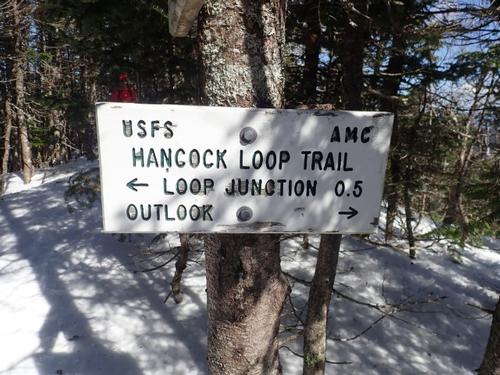 USFS AMC
HANCOCK LOOP TRAIL
← LOOP JUNCTION 0.5
OUTLOOK →